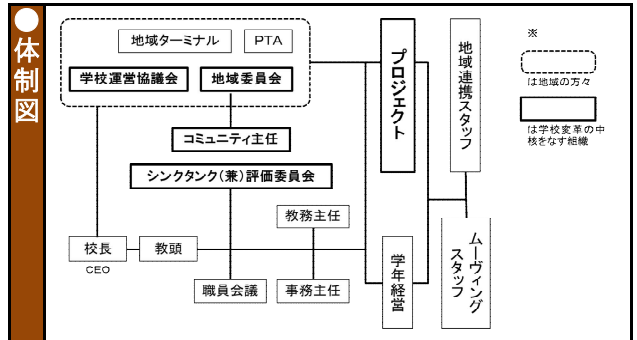 ●体制図
地域ターミナル
PTA
学校運営協議会
地域委員会
コミュニティ主任
シンクタンク(兼)評価委員会
教務主任
校長
CEO
教頭
職員会議
事務主任
プロジェクト
学年経営
地域連携スタッフ
ムーヴィング
スタッフ
※
は地域の方々
は学校変革の中
核をなす組織